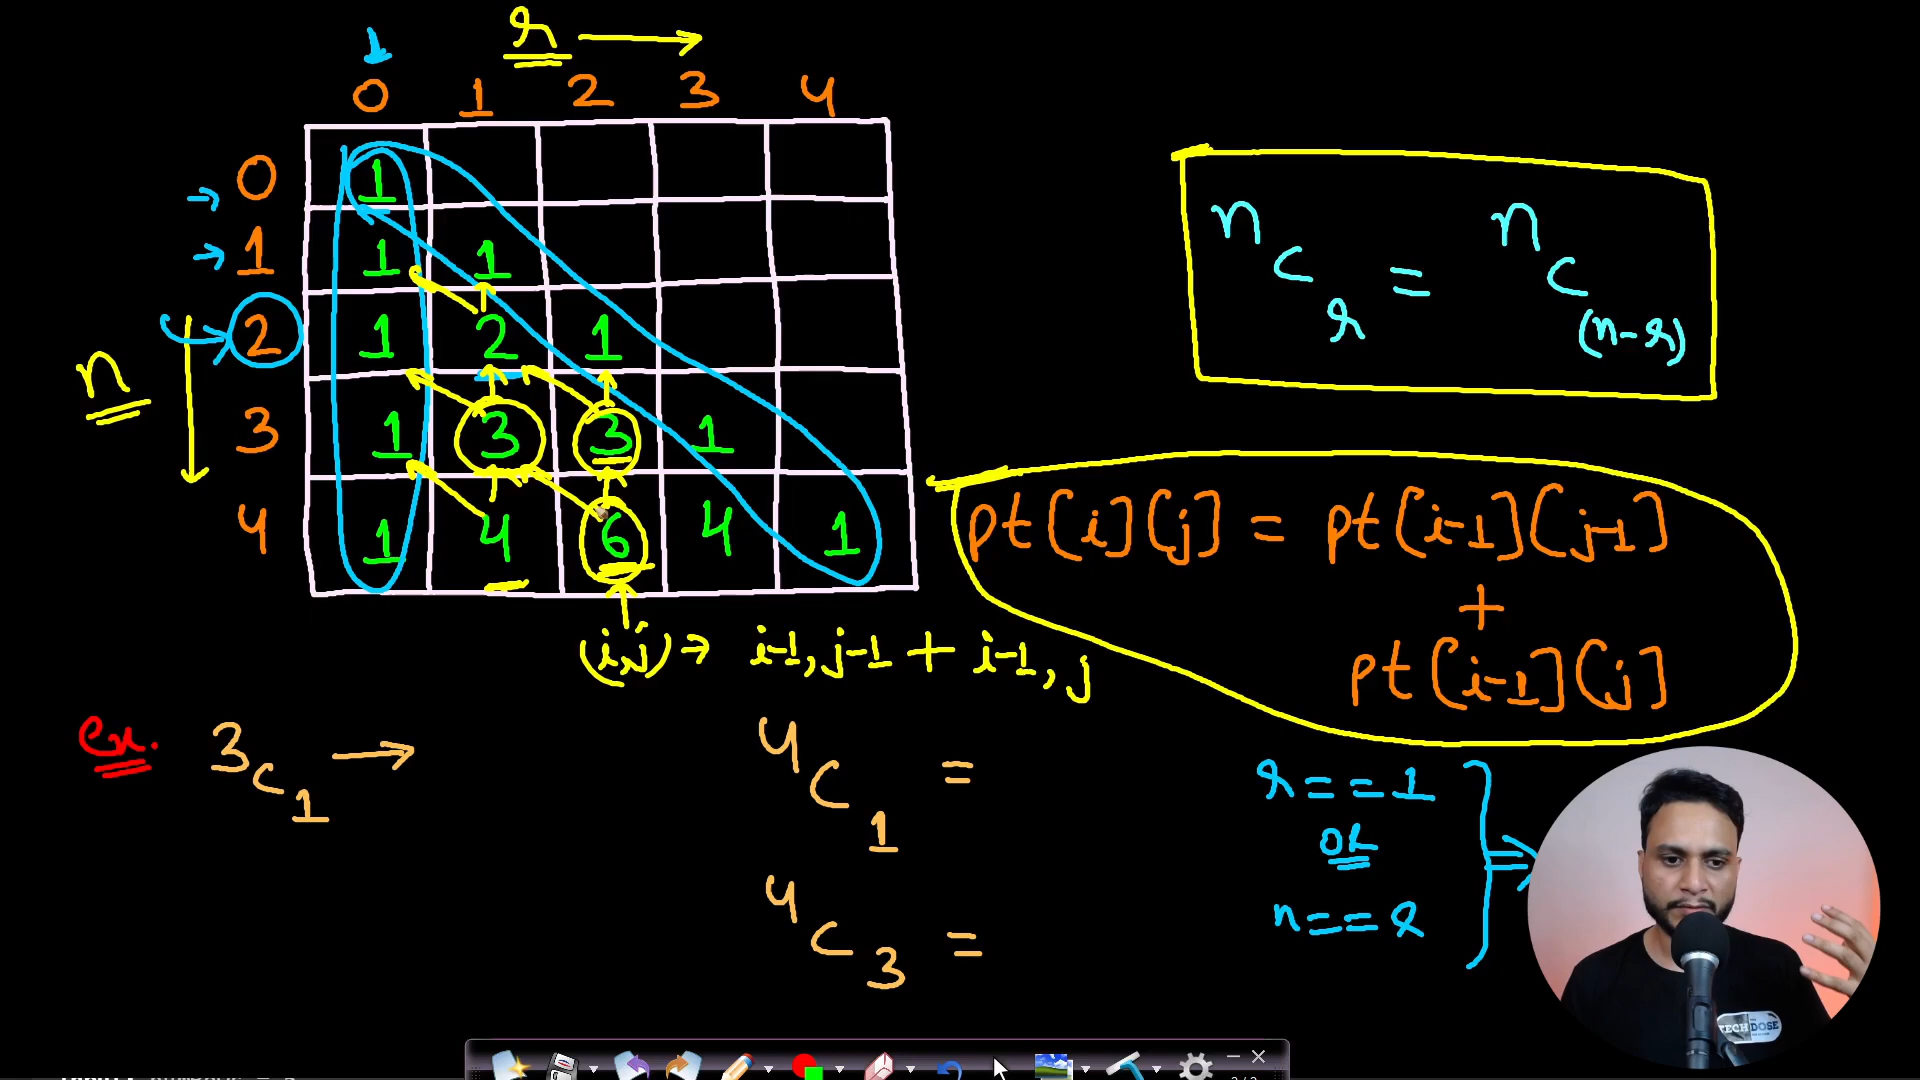 r →
0 1 2 3 4
0 1
1 1 1
2 1 2 1
3 1 3 3 1
4 1 4 6 4 1
n
nCr = nC(n-r)
pt[i][j] = pt[i-1][j-1]
+
pt[i-1][j]
(i,j) → i-1, j-1 + i-1, j
ex. 3C1 →
4C1 =
4C3 =
r == 1
OR
n == r
TECH DOSE